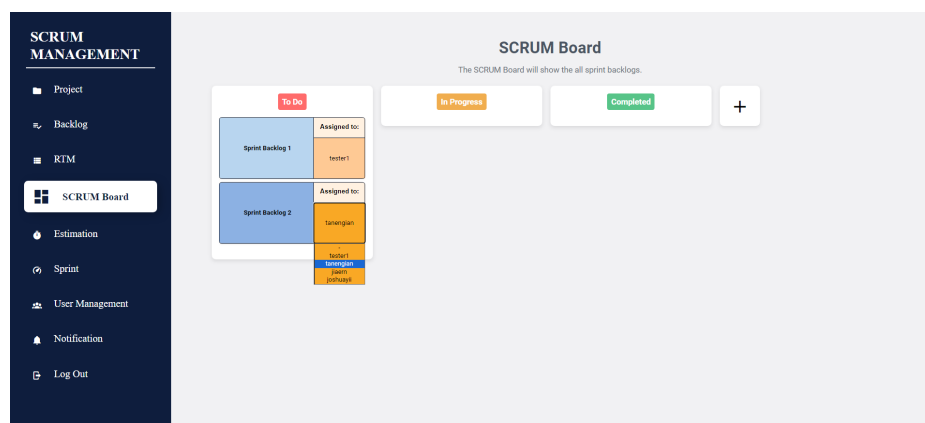 SCRUM
MANAGEMENT
Project
Backlog
RTM
SCRUM Board
Estimation
Sprint
User Management
Notification
Log Out
SCRUM Board
The SCRUM Board will show the all sprint backlogs.
To Do
In Progress
Completed
+
Sprint Backlog 1
Assigned to:
tester1
Sprint Backlog 2
Assigned to:
tanengian
-
tester1
tanengian
jiaern
joshuayii